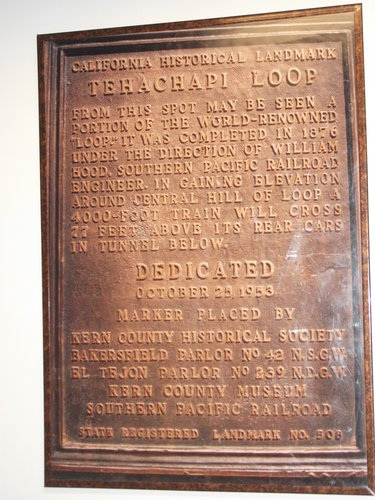 CALIFORNIA HISTORICAL LANDMARK
TEHACHAPI LOOP
FROM THIS SPOT MAY BE SEEN A
PORTION OF THE WORLD-RENOWNED
"LOOP." IT WAS COMPLETED IN 1876
UNDER THE DIRECTION OF WILLIAM
HOOD, SOUTHERN PACIFIC RAILROAD
ENGINEER. IN GAINING ELEVATION
AROUND CENTRAL HILL OF LOOP A
4000-FOOT TRAIN WILL CROSS
77 FEET ABOVE ITS REAR CARS
IN TUNNEL BELOW.
DEDICATED
OCTOBER 25, 1953
MARKER PLACED BY
KERN COUNTY HISTORICAL SOCIETY
BAKERSFIELD PARLOR Nº 42 N.S.G.W.
EL TEJON PARLOR Nº 239 N.D.G.W.
KERN COUNTY MUSEUM
SOUTHERN PACIFIC RAILROAD
STATE REGISTERED LANDMARK NO. 508